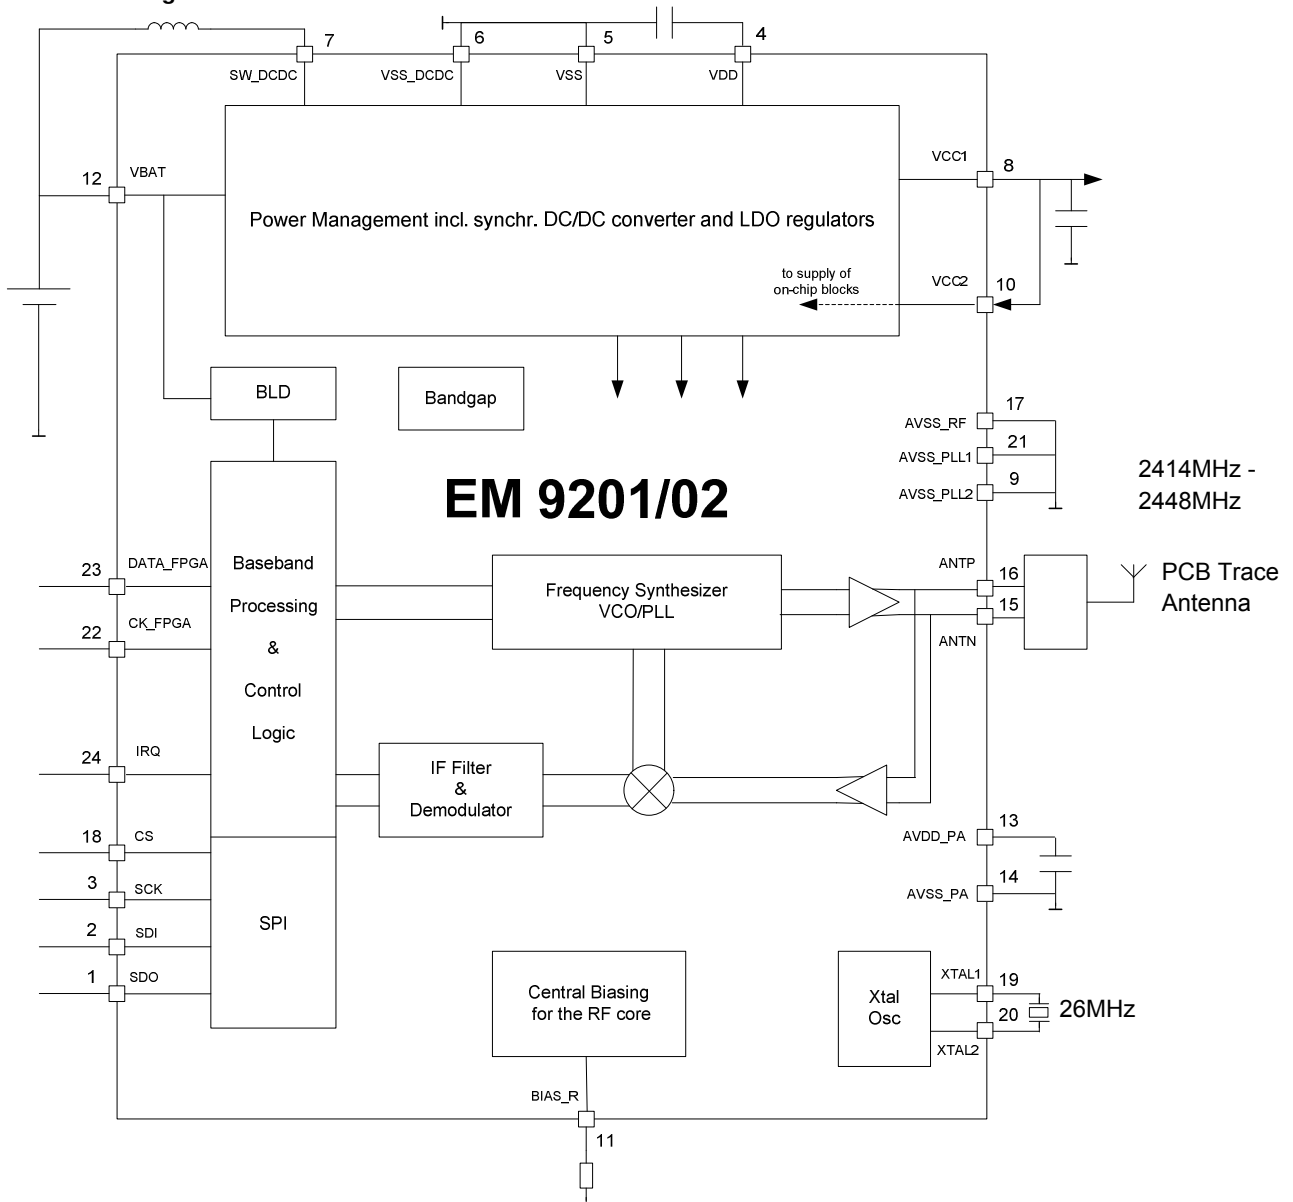 7
6
5
4
SW_DCDC
VSS_DCDC
VSS
VDD
12
VBAT
VCC1
8
Power Management incl. synchr. DC/DC converter and LDO regulators
to supply of
on-chip blocks
VCC2
10
BLD
Bandgap
17
AVSS_RF
21
AVSS_PLL1
9
AVSS_PLL2
2414MHz -
2448MHz
EM 9201/02
23
DATA_FPGA
22
CK_FPGA
Baseband
Processing
&
Control
Logic
Frequency Synthesizer
VCO/PLL
ANTP
16
15
ANTN
PCB Trace
Antenna
24
IRQ
IF Filter
&
Demodulator
18
CS
3
SCK
2
SDI
1
SDO
SPI
13
AVDD_PA
14
AVSS_PA
Central Biasing
for the RF core
Xtal
Osc
XTAL1
19
20
XTAL2
26MHz
BIAS_R
11